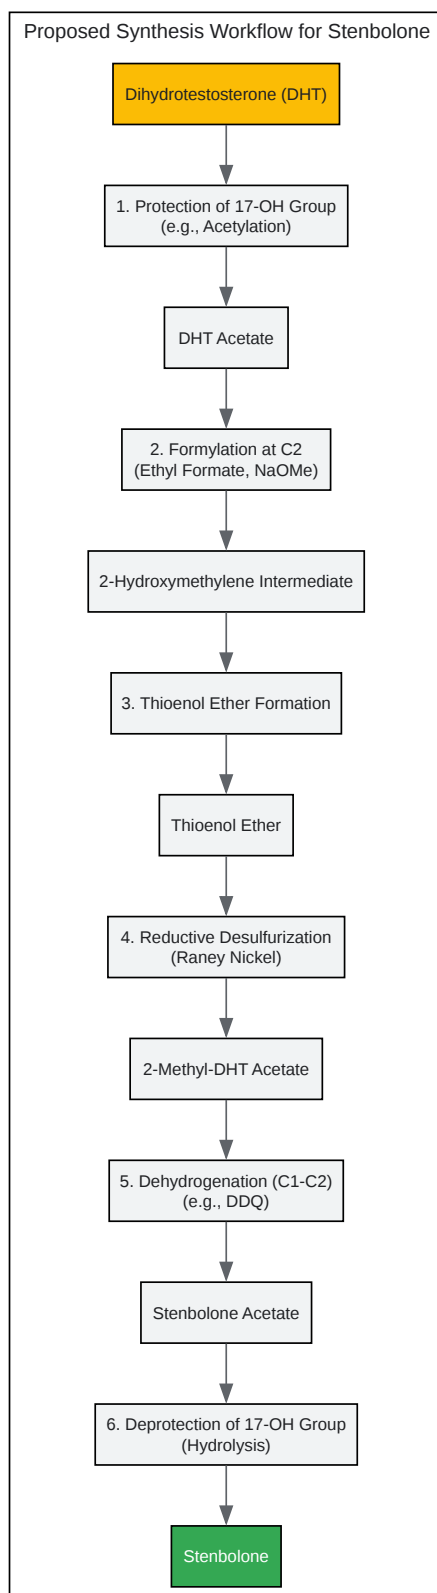 Proposed Synthesis Workflow for Stenbolone
Dihydrotestosterone (DHT)
1. Protection of 17-OH Group
(e.g., Acetylation)
DHT Acetate
2. Formylation at C2
(Ethyl Formate, NaOMe)
2-Hydroxymethylene Intermediate
3. Thioenol Ether Formation
Thioenol Ether
4. Reductive Desulfurization
(Raney Nickel)
2-Methyl-DHT Acetate
5. Dehydrogenation (C1-C2)
(e.g., DDQ)
Stenbolone Acetate
6. Deprotection of 17-OH Group
(Hydrolysis)
Stenbolone